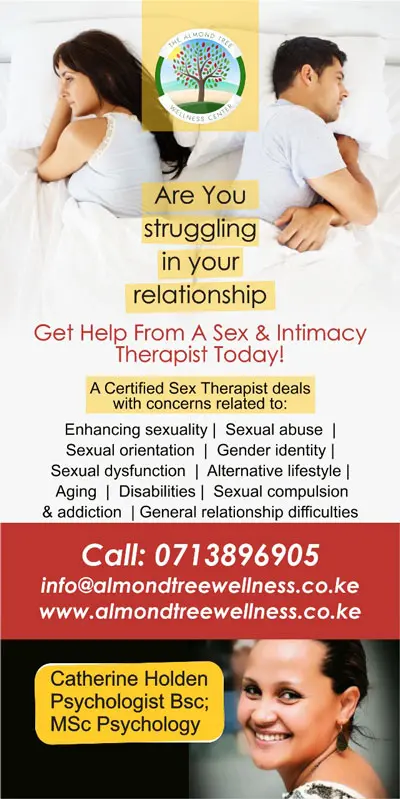 THE ALMOND TREE
WELLNESS CENTER
Are You
struggling
in your
relationship
Get Help From A Sex & Intimacy
Therapist Today!
A Certified Sex Therapist deals
with concerns related to:
Enhancing sexuality | Sexual abuse |
Sexual orientation | Gender identity |
Sexual dysfunction | Alternative lifestyle |
Aging | Disabilities | Sexual compulsion
& addiction | General relationship difficulties
Call: 0713896905
info@almondtreewellness.co.ke
www.almondtreewellness.co.ke
Catherine Holden
Psychologist Bsc;
MSc Psychology